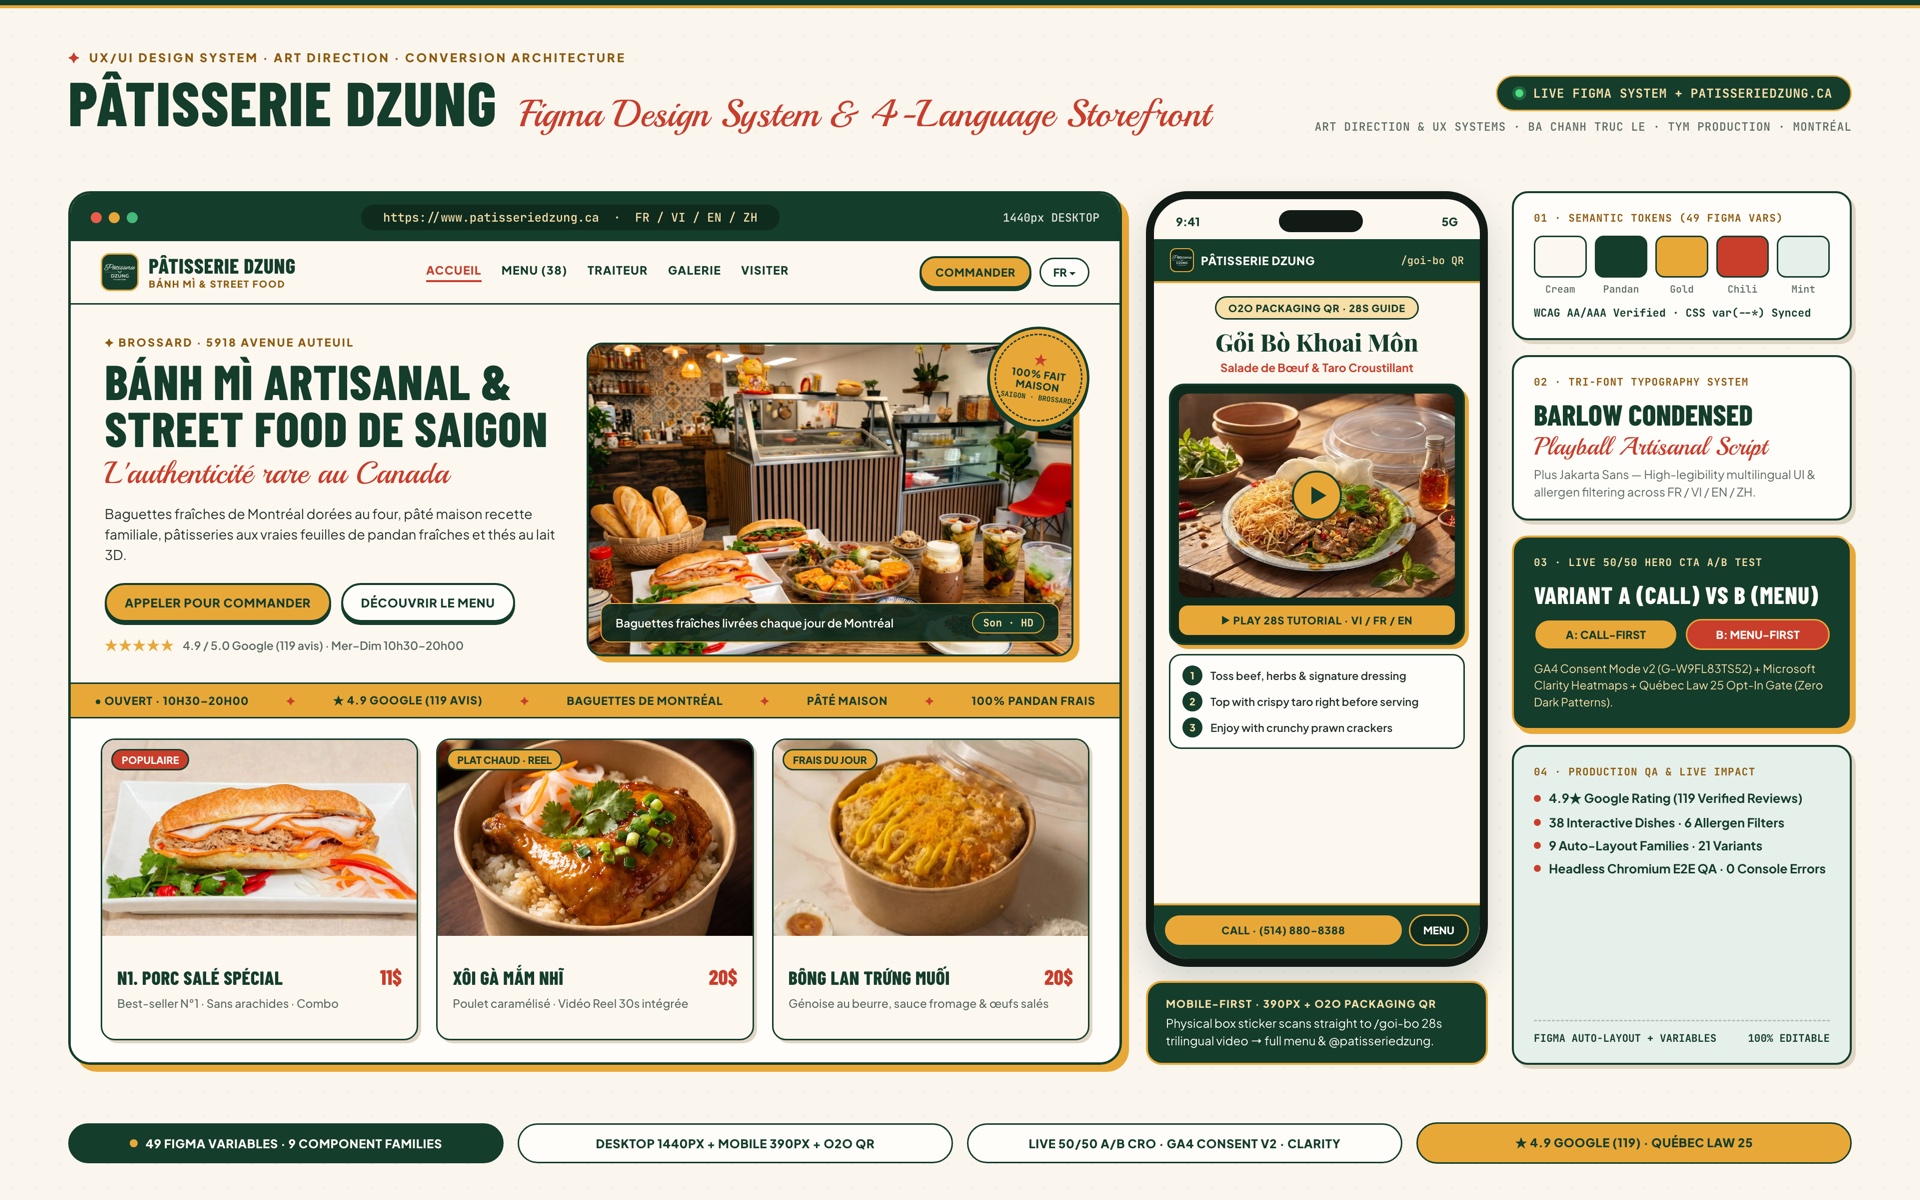 ✦ UX/UI DESIGN SYSTEM · ART DIRECTION · CONVERSION ARCHITECTURE
PÂTISSERIE DZUNG Figma Design System & 4-Language Storefront
LIVE FIGMA SYSTEM + PATISSERIEDZUNG.CA
ART DIRECTION & UX SYSTEMS · BA CHANH TRUC LE · TYM PRODUCTION · MONTRÉAL
https://www.patisseriedzung.ca · FR / VI / EN / ZH
1440px DESKTOP
PÂTISSERIE DZUNG
BÁNH MÌ & STREET FOOD
ACCUEIL MENU (38) TRAITEUR GALERIE VISITER
COMMANDER
FR
✦ BROSSARD · 5918 AVENUE AUTEUIL
BÁNH MÌ ARTISANAL &
STREET FOOD DE SAIGON
L'authenticité rare au Canada
Baguettes fraîches de Montréal dorées au four, pâté maison recette
familiale, pâtisseries aux vraies feuilles de pandan fraîches et thés au lait
3D.
APPELER POUR COMMANDER
DÉCOUVRIR LE MENU
★★★★★ 4.9 / 5.0 Google (119 avis) · Mer–Dim 10h30–20h00
★
100% FAIT
MAISON
SAIGON · BROSSARD
Baguettes fraîches livrées chaque jour de Montréal
Son · HD
● OUVERT · 10H30–20H00 ✦ ★ 4.9 GOOGLE (119 AVIS) ✦ BAGUETTES DE MONTRÉAL ✦ PÂTÉ MAISON ✦ 100% PANDAN FRAIS
POPULAIRE
N1. PORC SALÉ SPÉCIAL 11$
Best-seller N°1 · Sans arachides · Combo
PLAT CHAUD · REEL
XÔI GÀ MẮM NHĨ 20$
Poulet caramélisé · Vidéo Reel 30s intégrée
FRAIS DU JOUR
BÔNG LAN TRỨNG MUỐI 20$
Génoise au beurre, sauce fromage & œufs salés
9:41
5G
PÂTISSERIE DZUNG
/goi-bo QR
O2O PACKAGING QR · 28S GUIDE
Gỏi Bò Khoai Môn
Salade de Bœuf & Taro Croustillant
▶ PLAY 28S TUTORIAL · VI / FR / EN
1 Toss beef, herbs & signature dressing
2 Top with crispy taro right before serving
3 Enjoy with crunchy prawn crackers
CALL · (514) 880-8388
MENU
MOBILE-FIRST · 390PX + O2O PACKAGING QR
Physical box sticker scans straight to /goi-bo 28s
trilingual video → full menu & @patisseriedzung.
01 · SEMANTIC TOKENS (49 FIGMA VARS)
Cream Pandan Gold Chili Mint
WCAG AA/AAA Verified · CSS var(--*) Synced
02 · TRI-FONT TYPOGRAPHY SYSTEM
BARLOW CONDENSED
Playball Artisanal Script
Plus Jakarta Sans — High-legibility multilingual UI &
allergen filtering across FR / VI / EN / ZH.
03 · LIVE 50/50 HERO CTA A/B TEST
VARIANT A (CALL) VS B (MENU)
A: CALL-FIRST
B: MENU-FIRST
GA4 Consent Mode v2 (G-W9FL83TS52) + Microsoft
Clarity Heatmaps + Québec Law 25 Opt-In Gate (Zero
Dark Patterns).
04 · PRODUCTION QA & LIVE IMPACT
4.9★ Google Rating (119 Verified Reviews)
38 Interactive Dishes · 6 Allergen Filters
9 Auto-Layout Families · 21 Variants
Headless Chromium E2E QA · 0 Console Errors
FIGMA AUTO-LAYOUT + VARIABLES 100% EDITABLE
49 FIGMA VARIABLES · 9 COMPONENT FAMILIES
DESKTOP 1440PX + MOBILE 390PX + O2O QR
LIVE 50/50 A/B CRO · GA4 CONSENT V2 · CLARITY
★ 4.9 GOOGLE (119) · QUÉBEC LAW 25